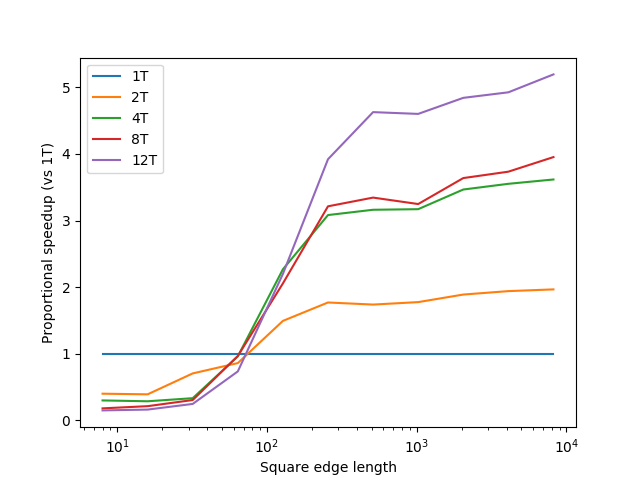 1T
2T
4T
8T
12T
Proportional speedup (vs 1T)
5
4
3
2
1
0
10¹
10²
10³
10⁴
Square edge length